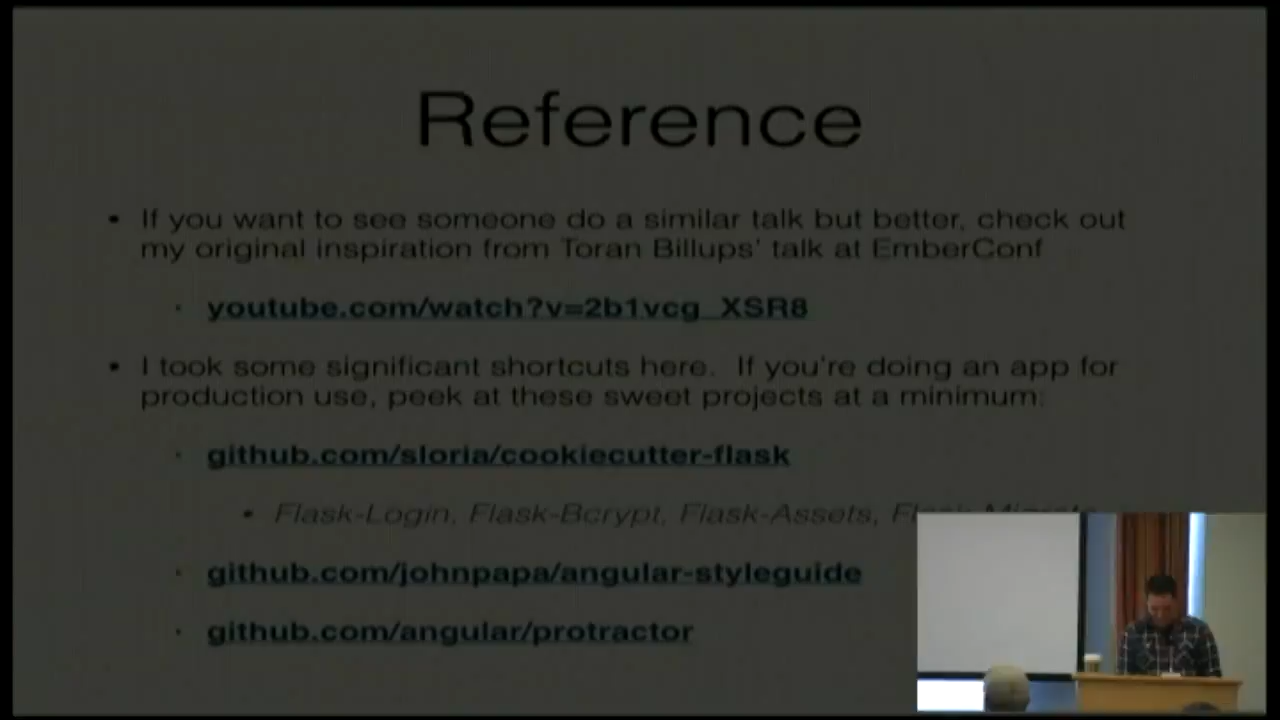 Reference
• If you want to see someone do a similar talk but better, check out
my original inspiration from Toran Billups' talk at EmberConf
• youtube.com/watch?v=2b1vcg_XSR8
• I took some significant shortcuts here. If you're doing an app for
production use, peek at these sweet projects at a minimum:
• github.com/sloria/cookiecutter-flask
• Flask-Login, Flask-Bcrypt, Flask-Assets,
• github.com/johnpapa/angular-styleguide
• github.com/angular/protractor